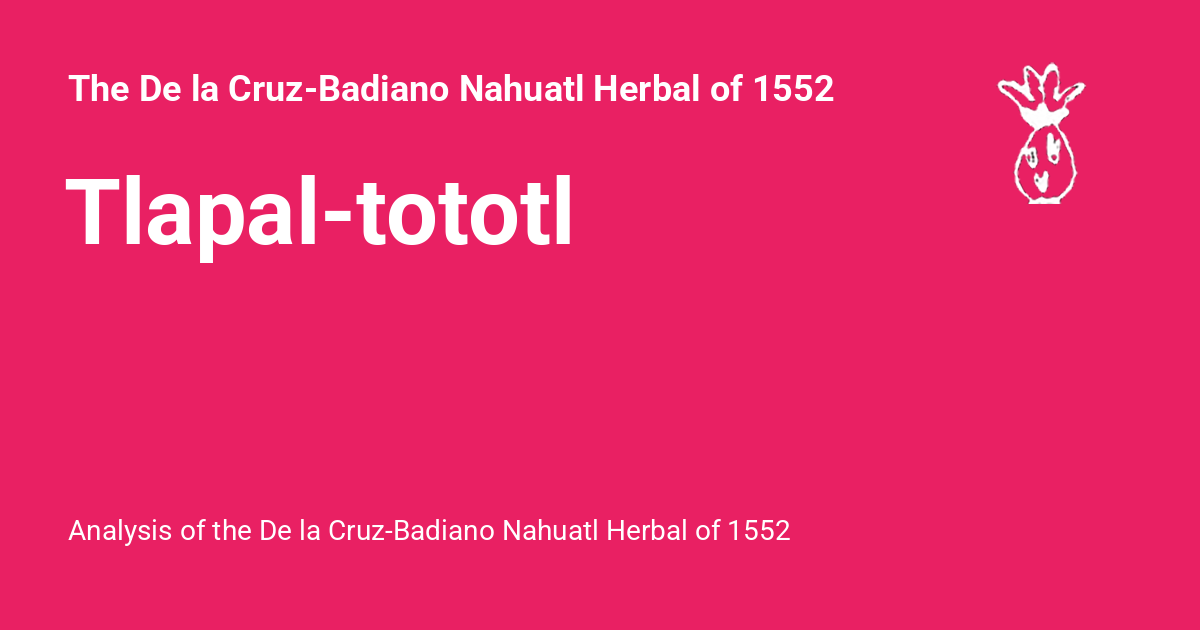 The De la Cruz-Badiano Nahuatl Herbal of 1552
Tlapal-tototl
Analysis of the De la Cruz-Badiano Nahuatl Herbal of 1552